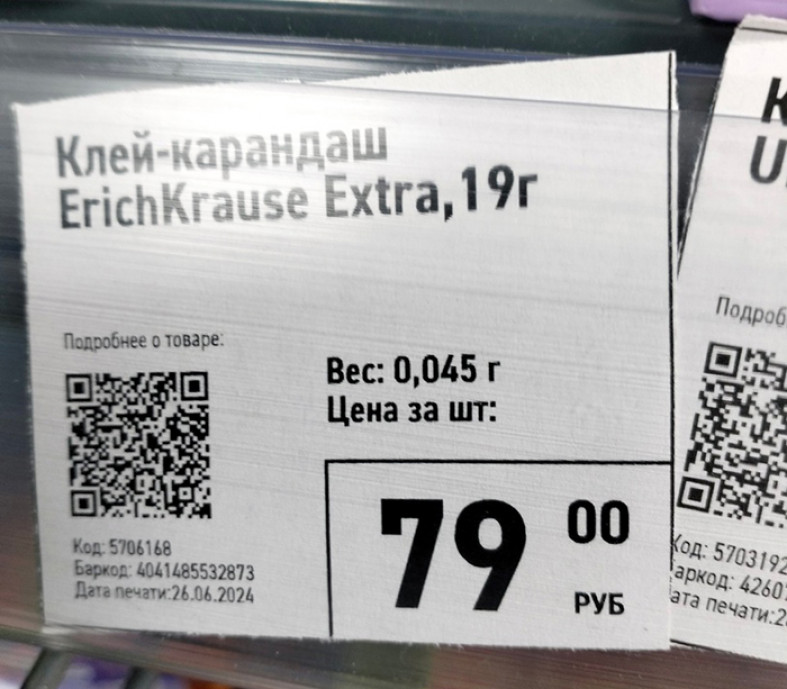 Клей-карандаш
ErichKrause Extra,19г
Подробнее о товаре:
Вес: 0,045 г
Цена за шт:
79 00
РУБ
Код: 5706168
Баркод: 4041485532873
Дата печати:26.06.2024
К
Подроб
Код: 5703192
аркод: 4260
ата печати:2